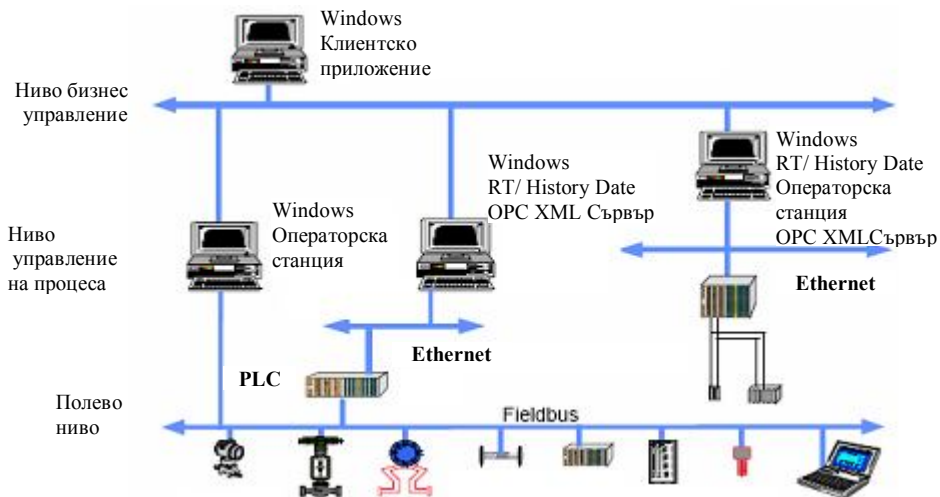 Windows
Клиентско
приложение
Ниво бизнес
управление
Windows
RT/ History Date
Операторска
станция
OPC XMLСървър
Windows
RT/ History Date
OPC XML Сървър
Windows
Операторска
станция
Ниво
управление
на процеса
Ethernet
Ethernet
PLC
Полево
ниво
Fieldbus